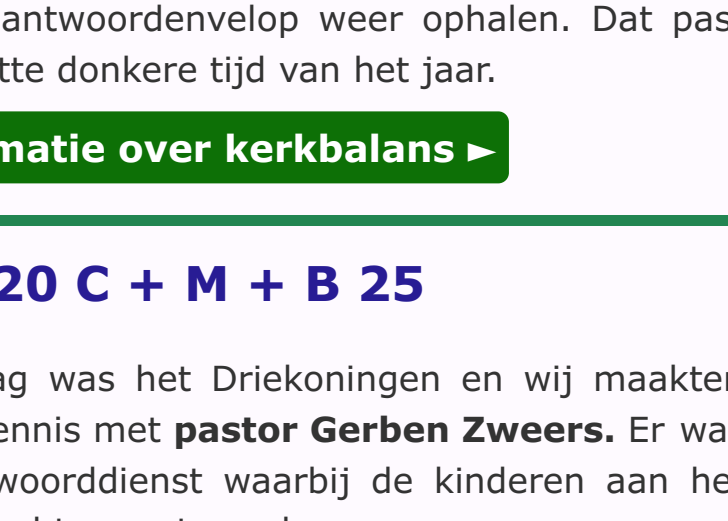 antwoordenvelop weer ophalen. Dat pas
tte donkere tijd van het jaar.
matie over kerkbalans ►
20 C + M + B 25
ag was het Driekoningen en wij maakten
ennis met pastor Gerben Zweers. Er wa
woorddienst waarbij de kinderen aan he